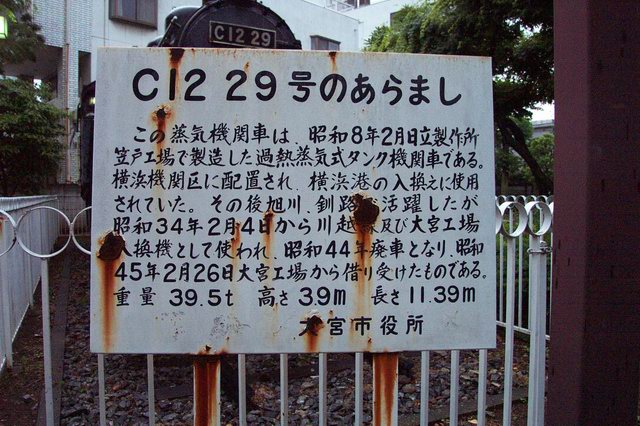 C12 29
C12 29号のあらまし
この蒸気機関車は、昭和8年2月日立製作所
笠戸工場で製造した過熱蒸気式タンク機関車である。
横浜機関区に配置され、横浜港の入換えに使用
されていた。その後旭川、釧路 活躍したが
昭和34年2月4日から川越線及び大宮工場
入換機として使われ、昭和44年廃車となり、昭和
45年2月26日大宮工場から借り受けたものである。
重量 39.5t 高さ 3.9m 長さ 11.39m
大宮市役所